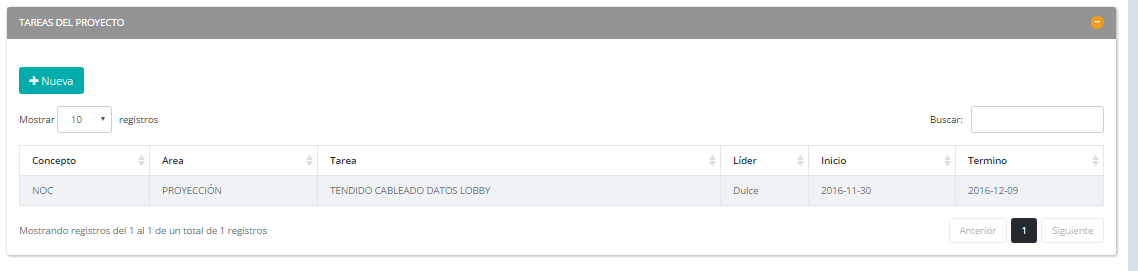 TAREAS DEL PROYECTO
Nueva
Mostrar 10 registros Buscar:
Concepto Area Tarea Líder Inicio Termino
NOC PROYECCIÓN TENDIDO CABLEADO DATOS LOBBY Dulce 2016-11-30 2016-12-09
Mostrando registros del 1 al 1 de un total de 1 registros Anterior 1 Siguiente